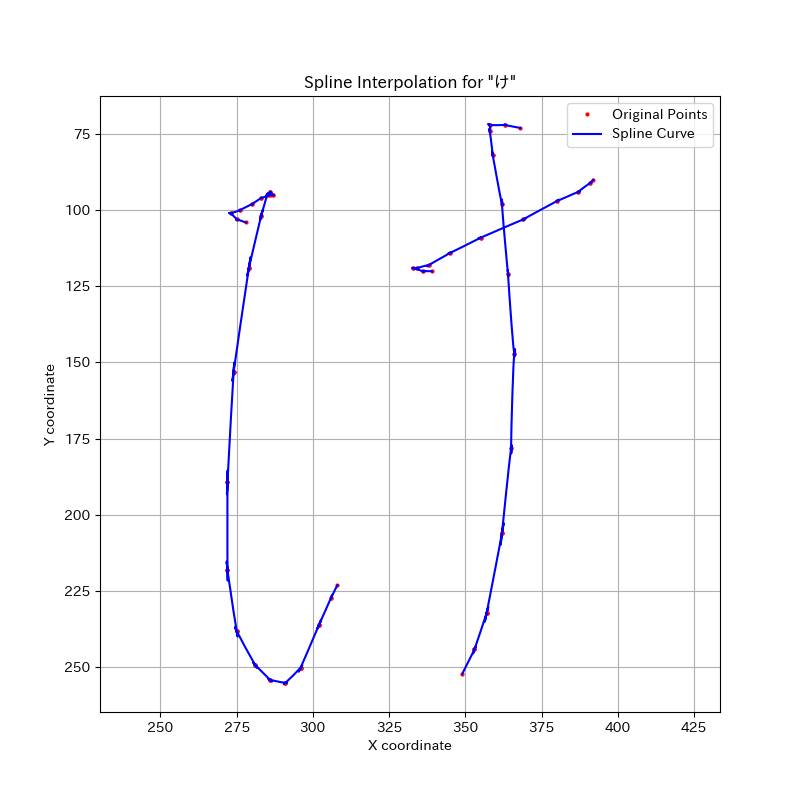 Spline Interpolation for "け"
Original Points
Spline Curve
75
100
125
150
175
200
225
250
Y coordinate
250
275
300
325
350
375
400
425
X coordinate
け